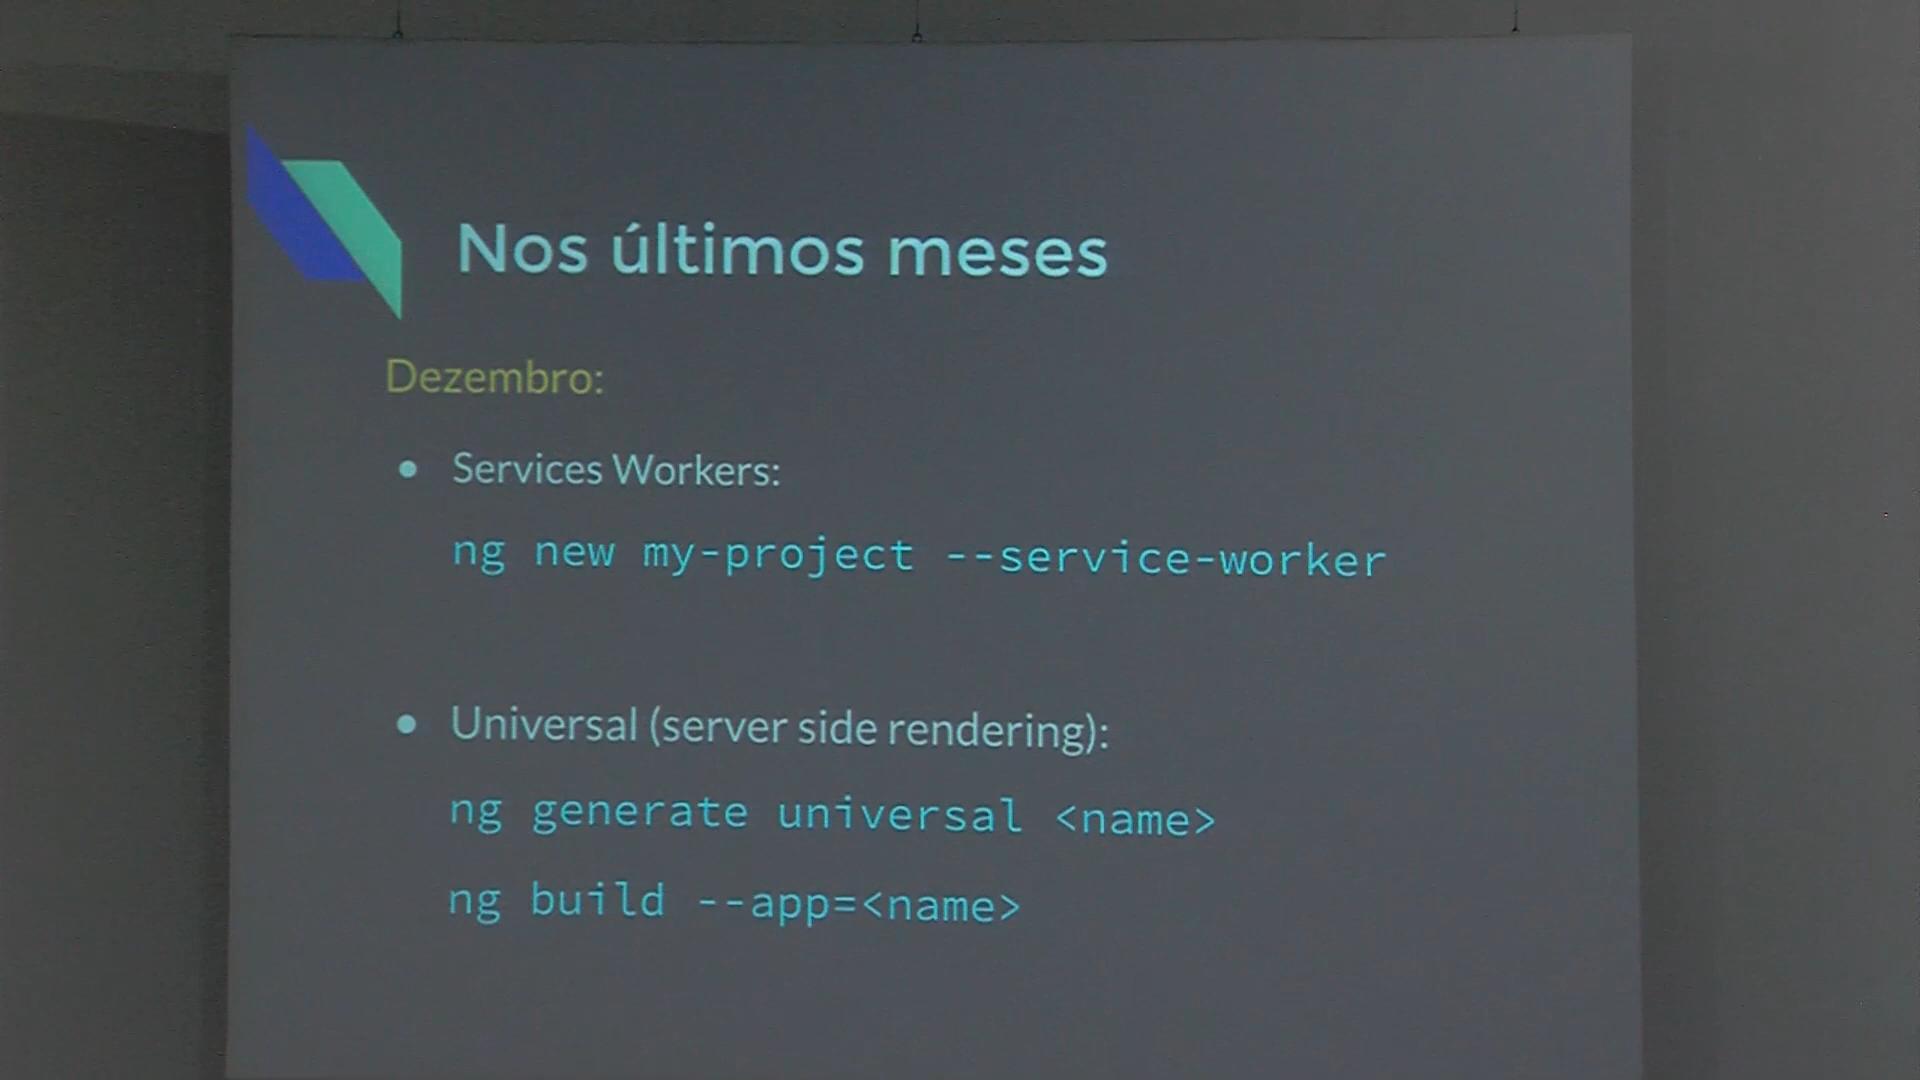 Nos últimos meses
Dezembro:
● Services Workers:
ng new my-project --service-worker
● Universal (server side rendering):
ng generate universal <name>
ng build --app=<name>